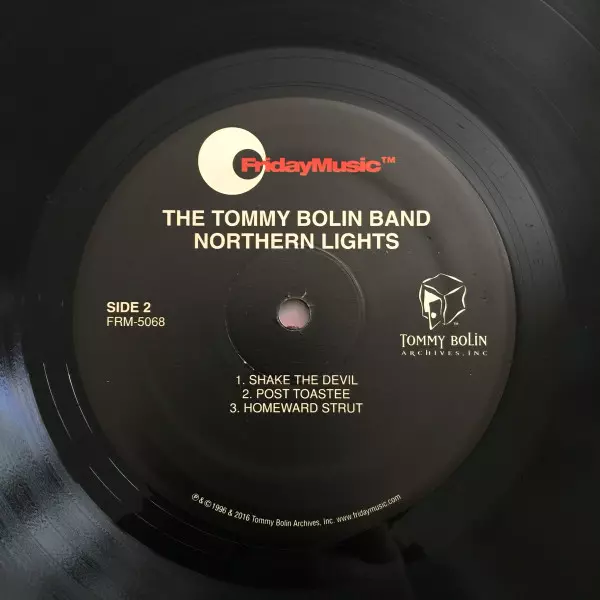 FridayMusic™
THE TOMMY BOLIN BAND
NORTHERN LIGHTS
SIDE 2
FRM-5068
TOMMY BOLIN
ARCHIVES, INC
1. SHAKE THE DEVIL
2. POST TOASTEE
3. HOMEWARD STRUT
℗ & © 1996 & 2016 Tommy Bolin Archives, Inc. www.fridaymusic.com